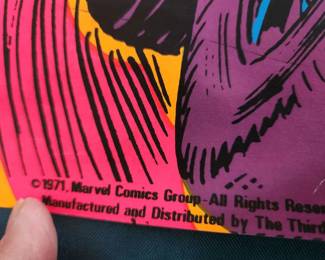 ©1971, Marvel Comics Group-All Rights Reser
Manufactured and Distributed by The Third